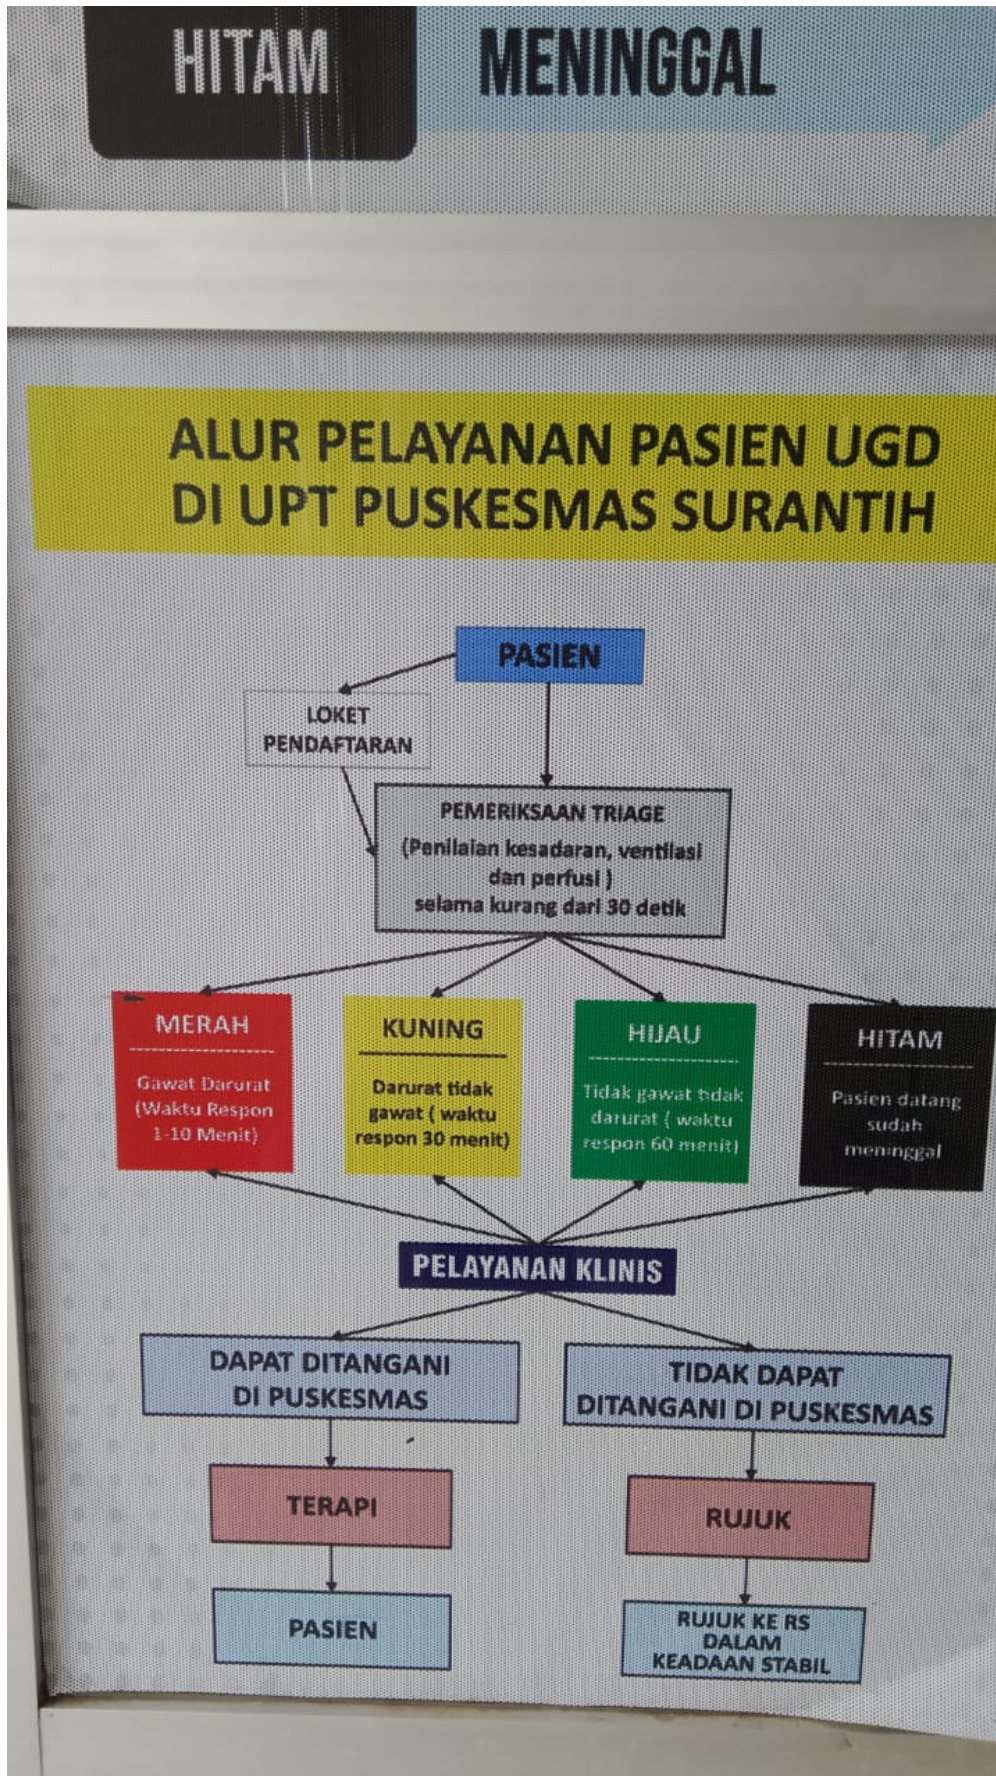 HITAM
MENINGGAL
ALUR PELAYANAN PASIEN UGD
DI UPT PUSKESMAS SURANTIH
PASIEN
LOKET
PENDAFTARAN
PEMERIKSAAN TRIAGE
(Penilaian kesadaran, ventilasi
dan perfusi )
selama kurang dari 30 detik
MERAH
Gawat Darurat
(Waktu Respon
1-10 Menit)
KUNING
Darurat tidak
gawat ( waktu
respon 30 menit)
HIJAU
Tidak gawat tidak
darurat ( waktu
respon 60 menit)
HITAM
Pasien datang
sudah
meninggal
PELAYANAN KLINIS
DAPAT DITANGANI
DI PUSKESMAS
TIDAK DAPAT
DITANGANI DI PUSKESMAS
TERAPI
RUJUK
PASIEN
RUJUK KE RS
DALAM
KEADAAN STABIL